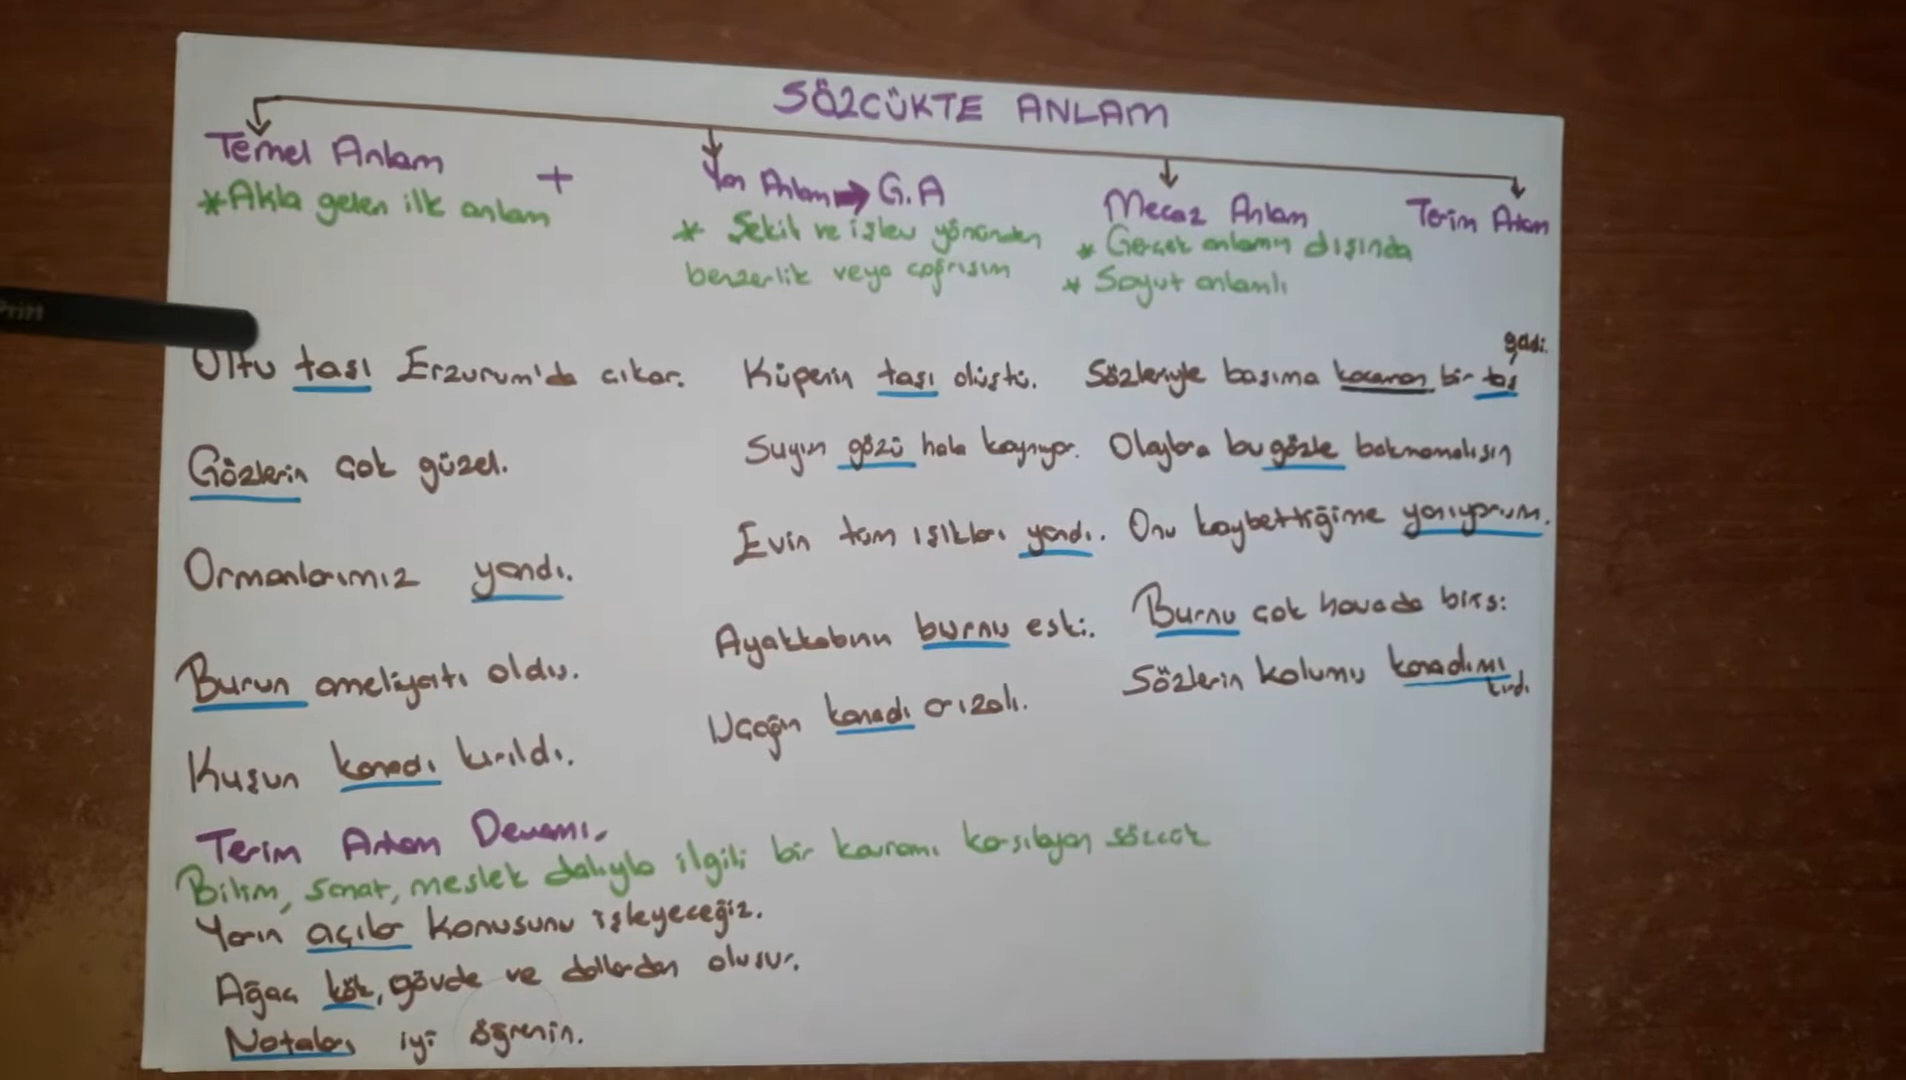 SÖZCÜKTE ANLAM
Temel Anlam + Yan Anlam → G.A
Mecaz Anlam
Terim Anlam
*Akla gelen ilk anlam
* Şekil ve işlev yönünden
benzerlik veya çağrışım
* Gerçek anlamın dışında
* Soyut anlamlı
Oltu taşı Erzurum'da çıkar.
Gözlerin çok güzel.
Ormanlarımız yandı.
Burun ameliyatı oldu.
Kuşun kanadı kırıldı.
Küpenin taşı düştü.
Suyun gözü hala kaynıyor.
Evin tüm ışıkları yandı.
Ayakkabının burnu eski.
Uçağın kanadı arızalı.
Sözleriyle başıma kocaman bir taş
Olaylara bu gözle bakmamalısın
Onu kaybettiğime yanıyorum.
Burnu çok havada birisi
Sözlerin kolumu kanadımı
kırdı
Terim Anlam Devamı.
Bilim, sanat, meslek dalıyla ilgili bir kavramı karşılayan sözcük
Yarın açılar konusunu işleyeceğiz.
Ağaç kök, gövde ve dallardan oluşur.
Notaları iyi öğrenin.